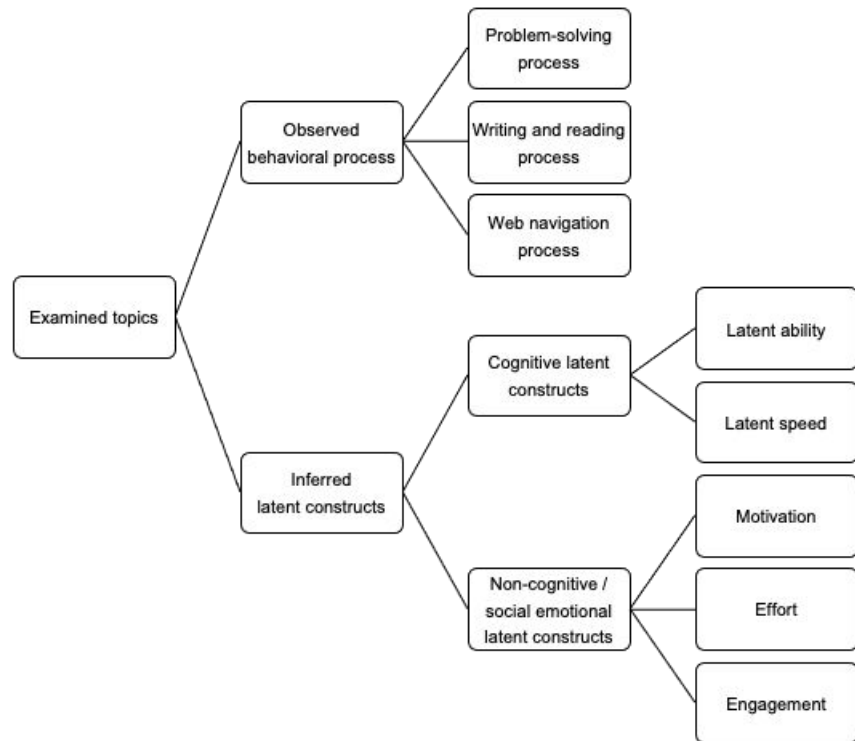 Examined topics
Observed
behavioral process
Problem-solving
process
Writing and reading
process
Web navigation
process
Inferred
latent constructs
Cognitive latent
constructs
Latent ability
Latent speed
Non-cognitive /
social emotional
latent constructs
Motivation
Effort
Engagement